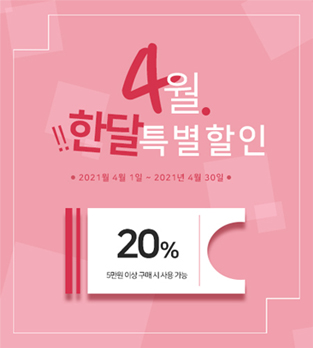 4월.
!! 한달특별할인
• 2021월 4월 1일 ~ 2021년 4월 30일 •
20%
5만원 이상 구매 시 사용 가능